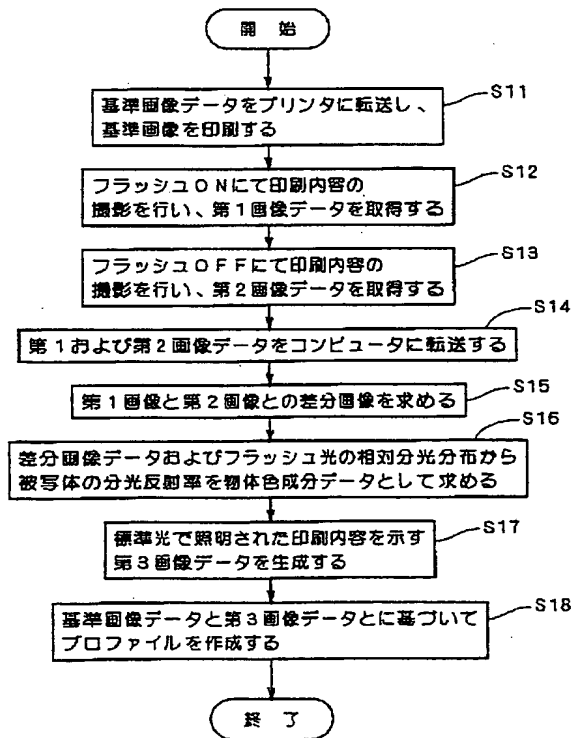 開 始
S11
基準画像データをプリンタに転送し、
基準画像を印刷する
S12
フラッシュONにて印刷内容の
撮影を行い、第1画像データを取得する
S13
フラッシュOFFにて印刷内容の
撮影を行い、第2画像データを取得する
S14
第1および第2画像データをコンピュータに転送する
S15
第1画像と第2画像との差分画像を求める
S16
差分画像データおよびフラッシュ光の相対分光分布から
被写体の分光反射率を物体色成分データとして求める
S17
標準光で照明された印刷内容を示す
第3画像データを生成する
S18
基準画像データと第3画像データとに基づいて
プロファイルを作成する
終 了